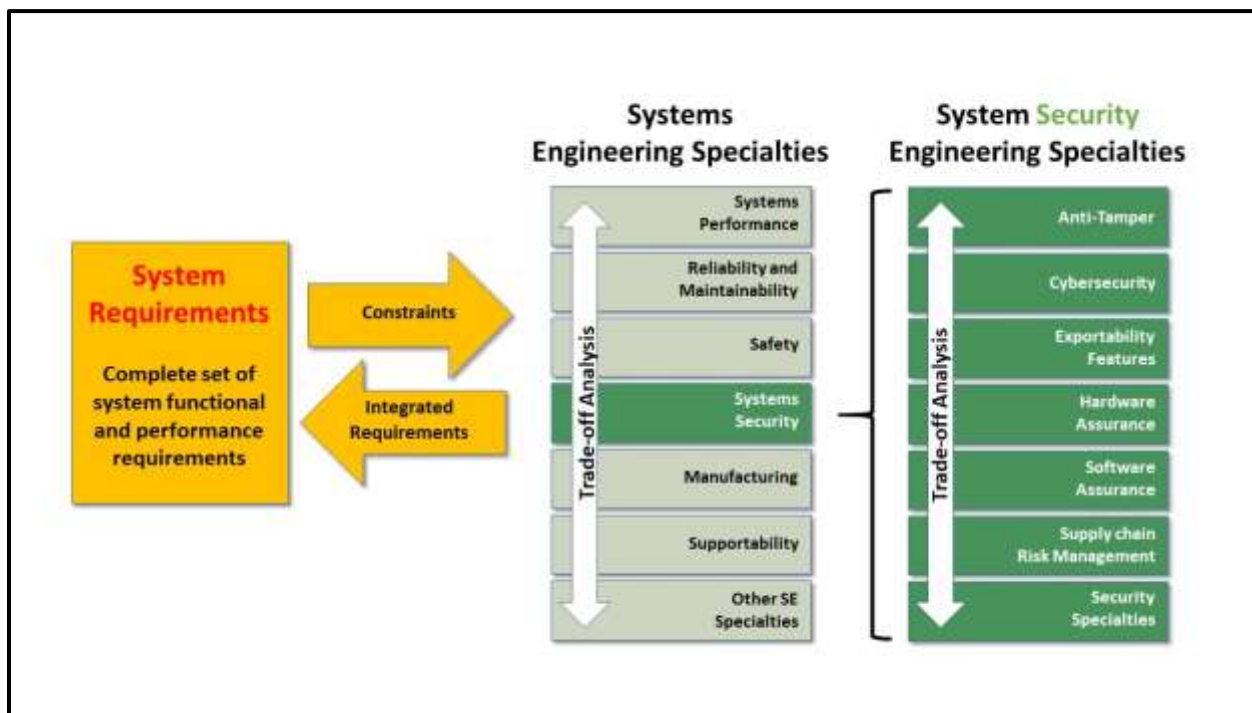 System
Requirements
Complete set of
system functional
and performance
requirements
Constraints
Integrated
Requirements
Systems
Engineering Specialties
Trade-off Analysis
Systems
Performance
Reliability and
Maintainability
Safety
Systems
Security
Manufacturing
Supportability
Other SE
Specialties
System Security
Engineering Specialties
Trade-off Analysis
Anti-Tamper
Cybersecurity
Exportability
Features
Hardware
Assurance
Software
Assurance
Supply chain
Risk Management
Security
Specialties